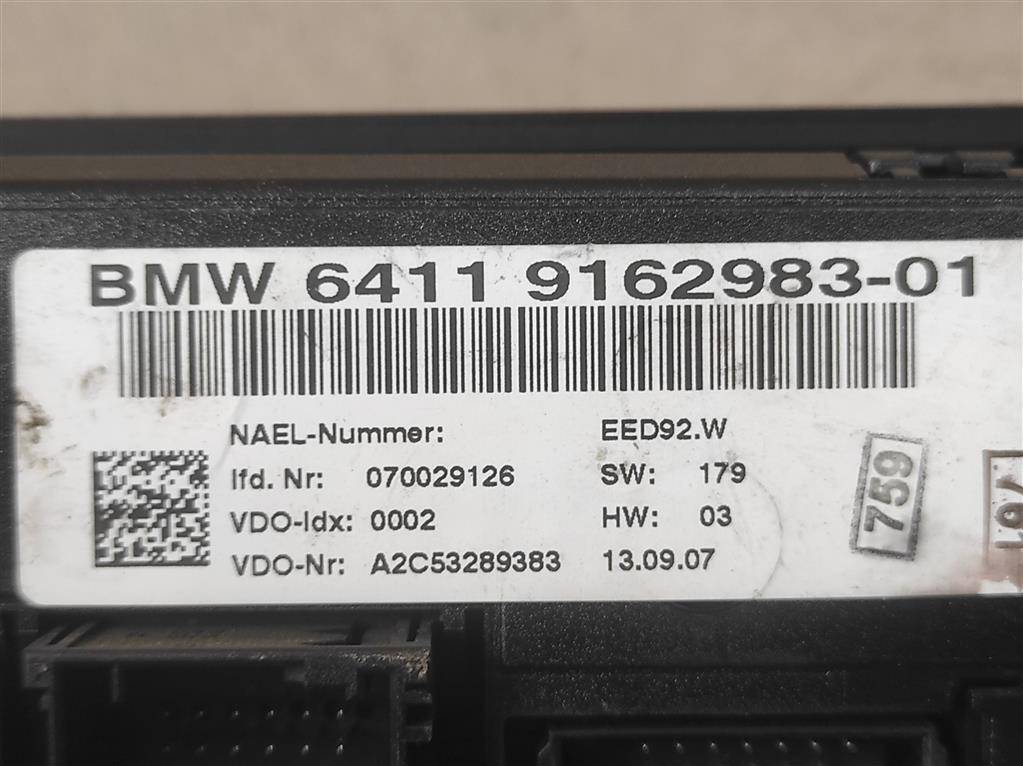 BMW 6411 9162983-01
NAEL-Nummer: EED92.W
lfd. Nr: 070029126 SW: 179
VDO-Idx: 0002 HW: 03
VDO-Nr: A2C53289383 13.09.07
759